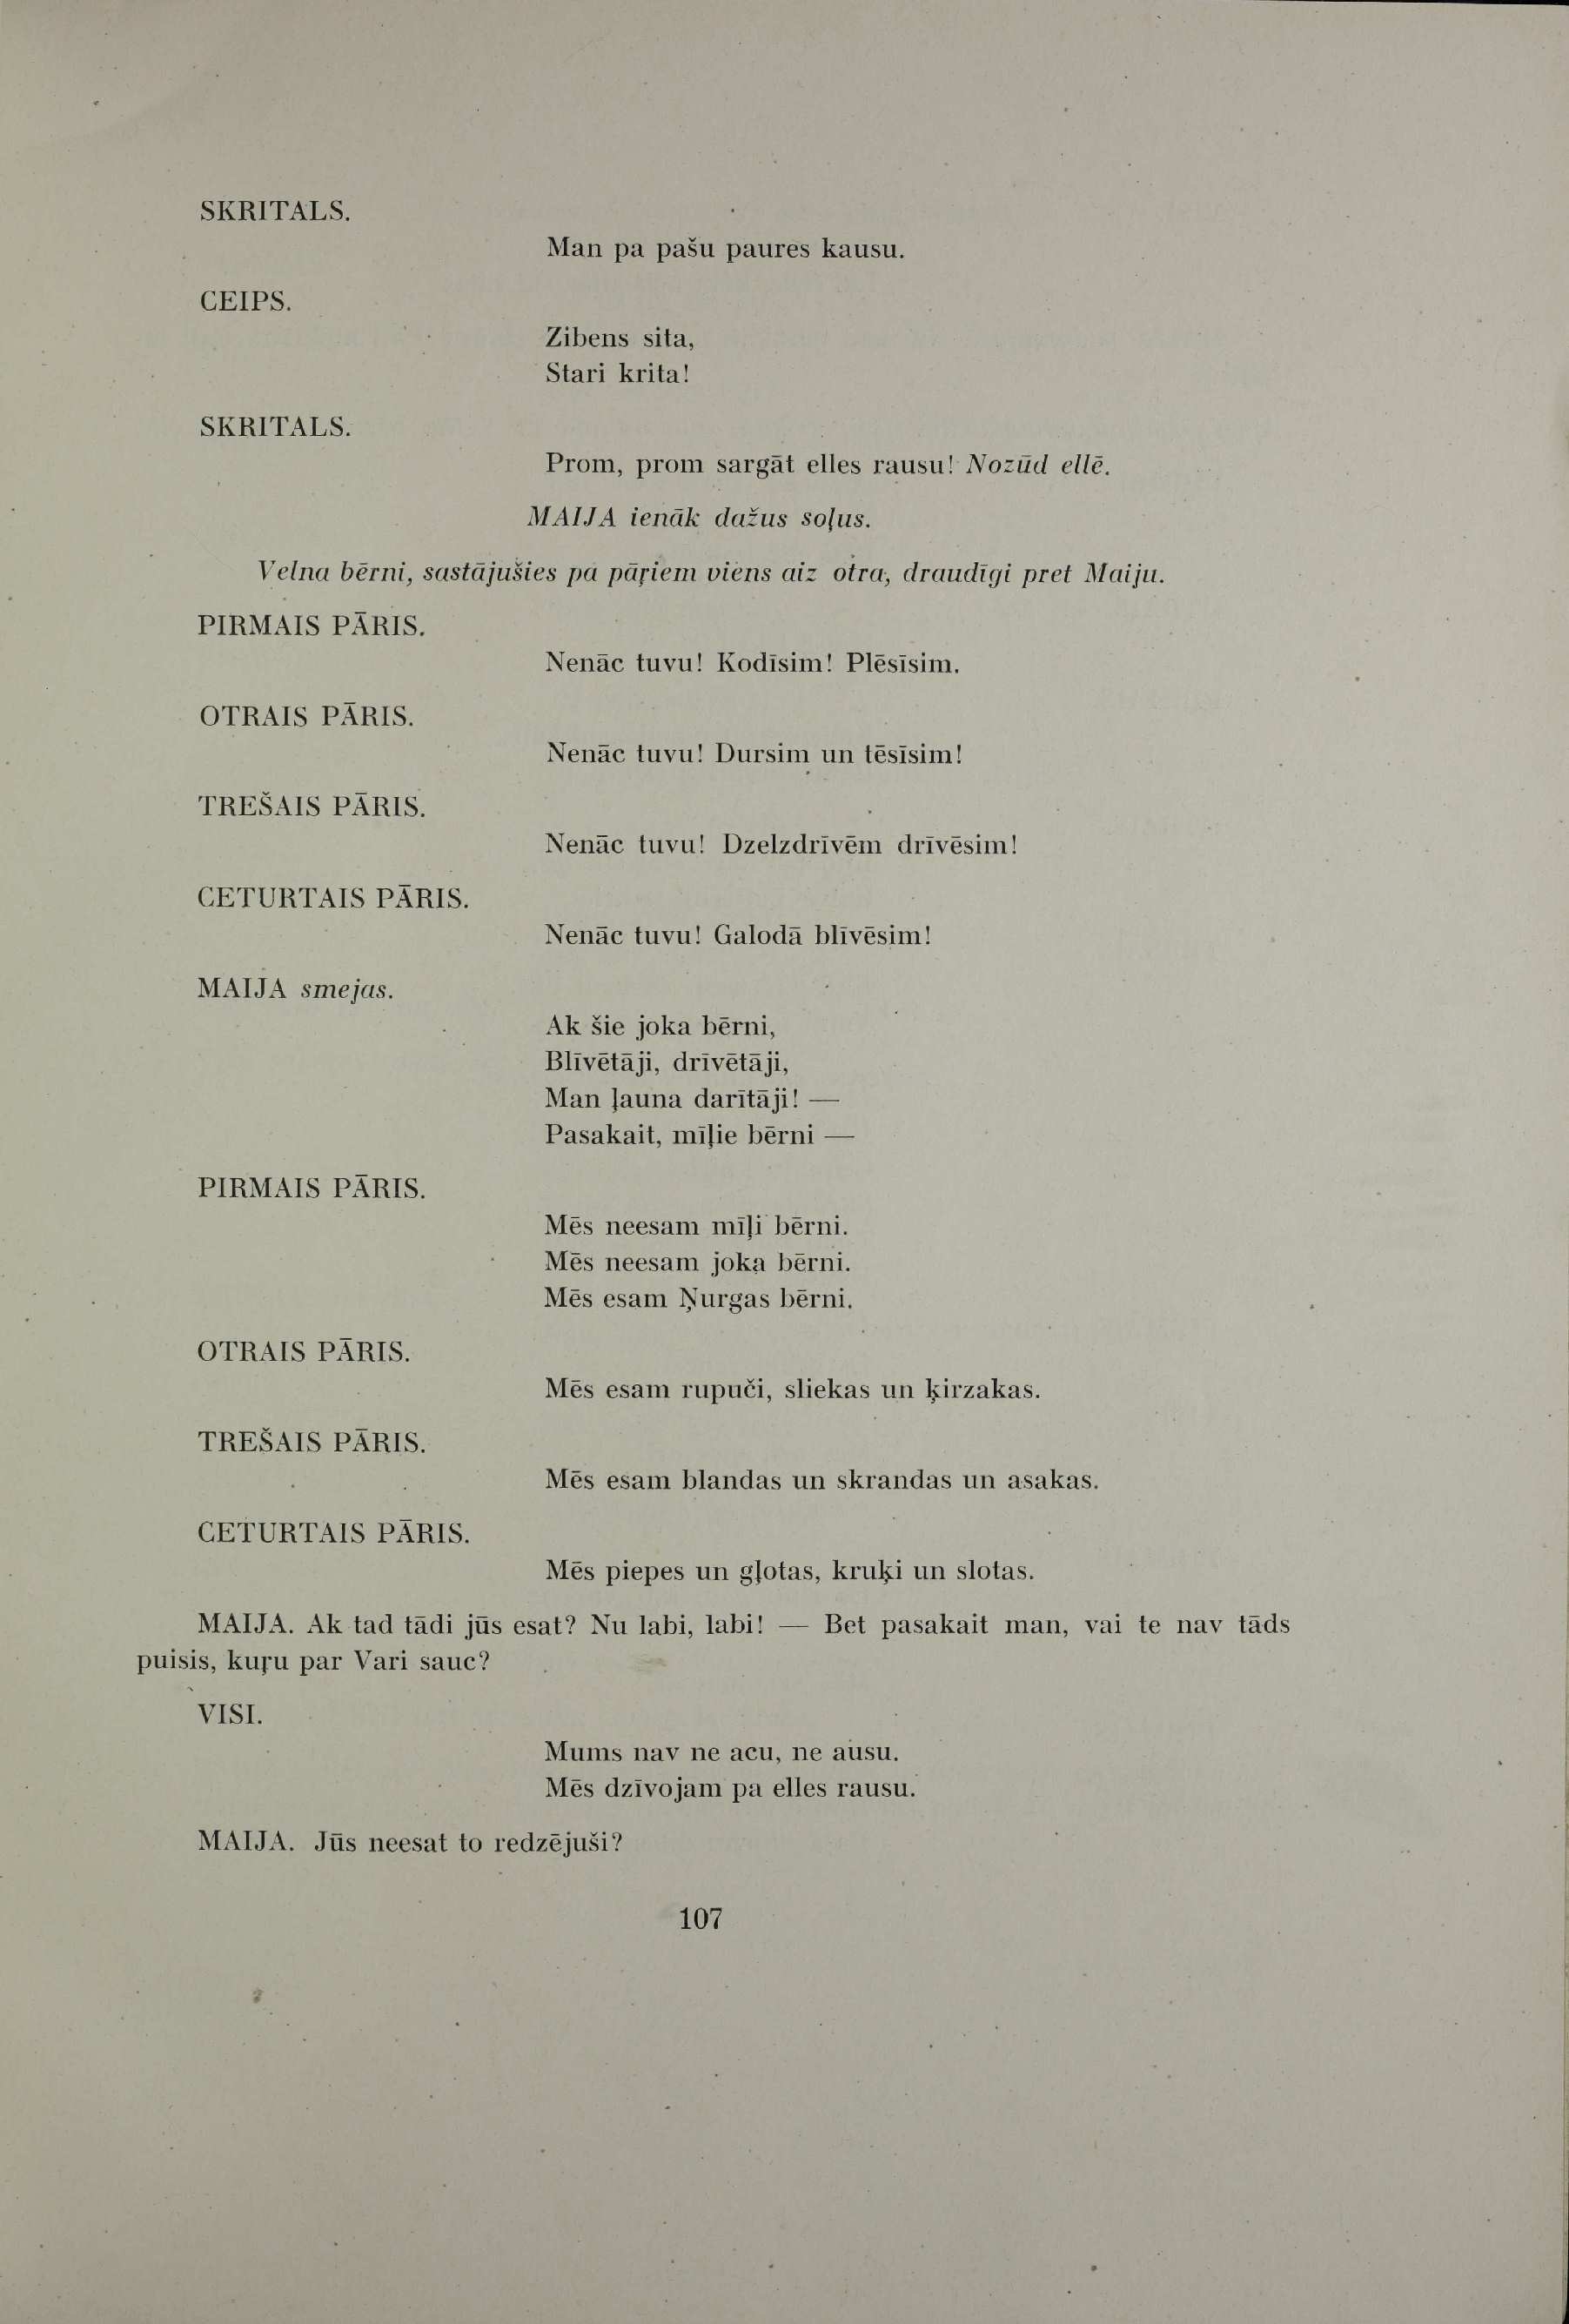 SKRITALS.
Man pa pašu paures kausu.
CEIPS.
Zibens sita,
Stari krita!
SKRITALS.
Prom, prom sargāt elles rausu! Nozūd ellē.
MAIJA ienāk dažus soļus.
Velna bērni, sastājušies pa pāŗiem viens aiz otra, draudīgi pret Maiju.
PIRMAIS PĀRIS.
Nenāc tuvu! Kodīsim! Plēsīsim.
OTRAIS PĀRIS.
Nenāc tuvu! Dursim un tēsīsim!
TREŠAIS PĀRIS.
Nenāc tuvu! Dzelzdrīvēm drīvēsim!
CETURTAIS PĀRIS.
Nenāc tuvu! Galodā blīvēsim!
MAIJA smejas.
Ak šie joka bērni,
Blīvētāji, drīvētāji,
Man ļauna darītāji! —
Pasakait, mīļie bērni —
PIRMAIS PĀRIS.
Mēs neesam mīļi bērni.
Mēs neesam joka bērni.
Mēs esam Ņurgas bērni.
OTRAIS PĀRIS.
Mēs esam rupuči, sliekas un ķirzakas.
TREŠAIS PĀRIS.
Mēs esam blandas un skrandas un asakas.
CETURTAIS PĀRIS.
Mēs piepes un gļotas, kruķi un slotas.
MAIJA. Ak tad tādi jūs esat? Nu labi, labi! — Bet pasakait man, vai te nav tāds
puisis, kuŗu par Vari sauc?
VISI.
Mums nav ne acu, ne ausu.
Mēs dzīvojam pa elles rausu.
MAIJA. Jūs neesat to redzējuši?
107